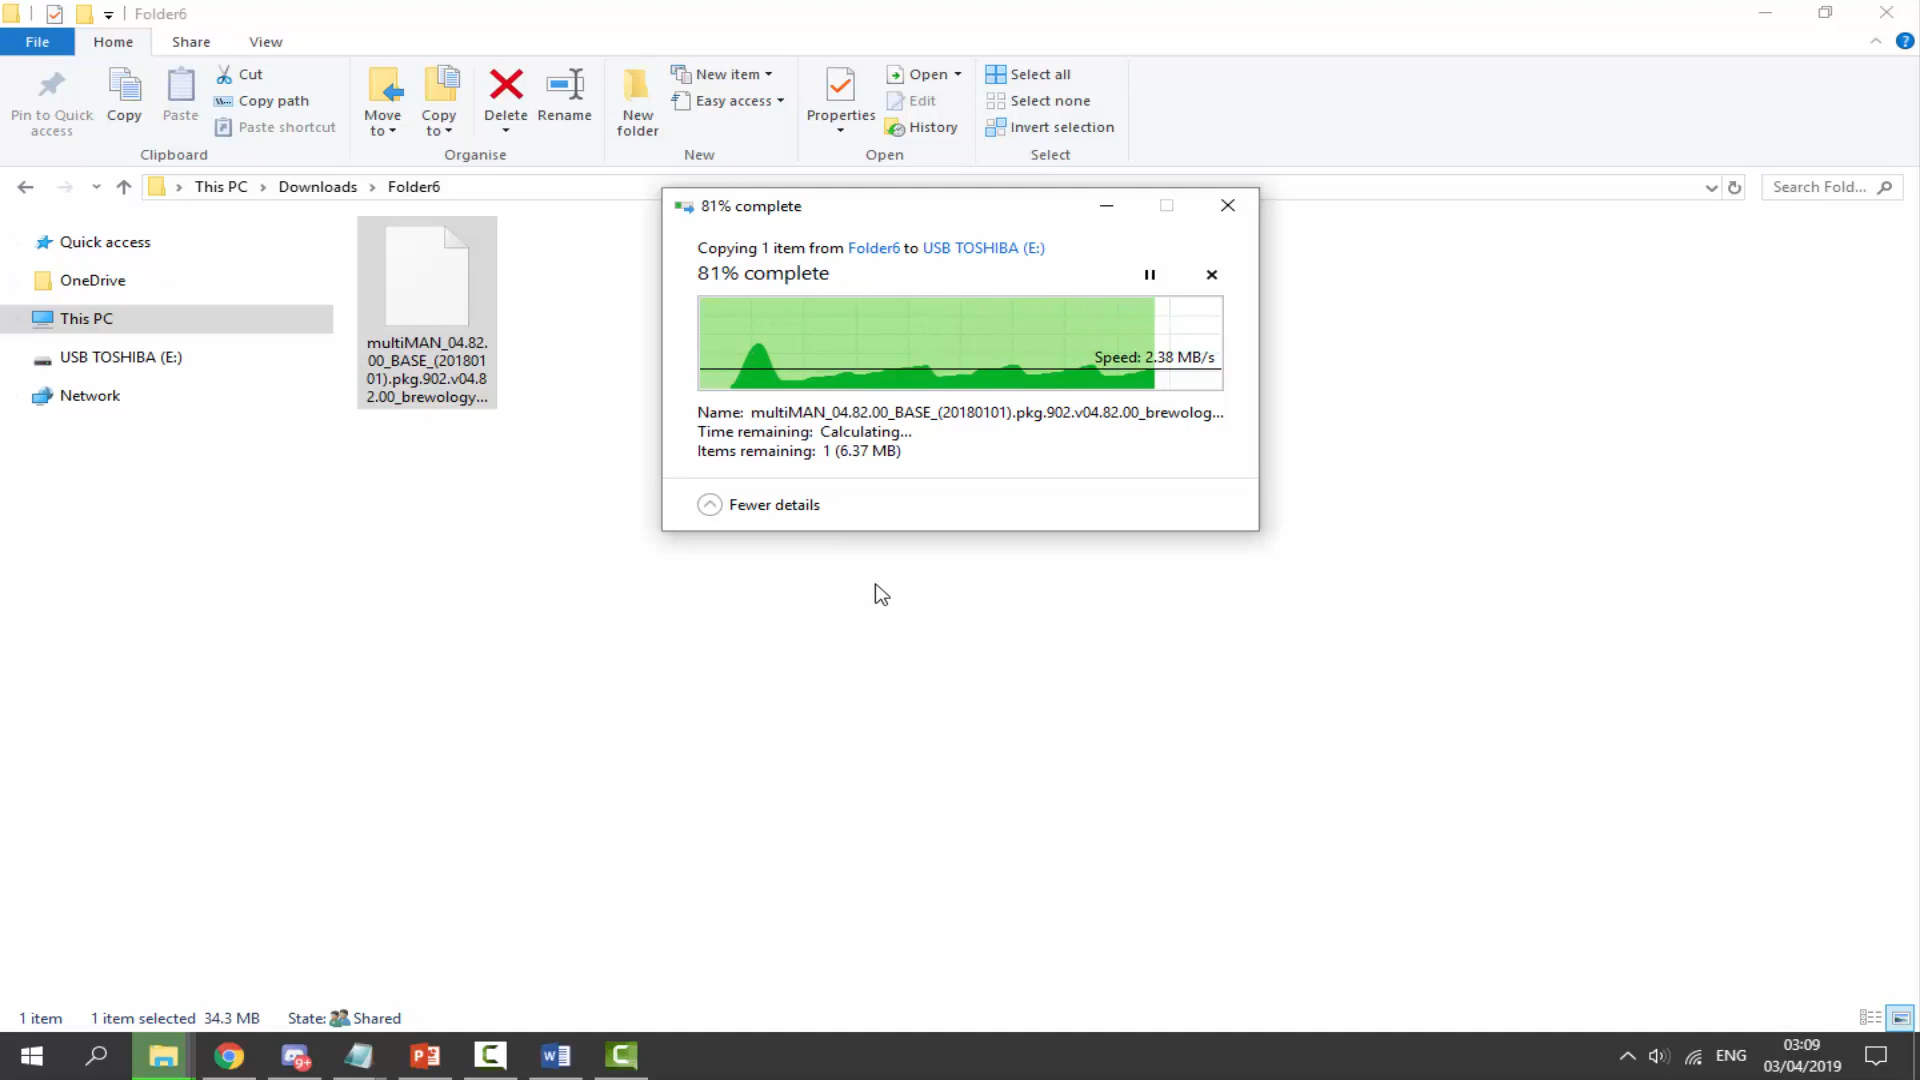 Folder6
File
Home
Share
View
Pin to Quick
access
Copy
Paste
Cut
Copy path
Paste shortcut
Clipboard
Move
to
Copy
to
Delete
Rename
Organise
New
folder
New item
Easy access
New
Properties
Open
Edit
History
Open
Select all
Select none
Invert selection
Select
This PC
Downloads
Folder6
Search Fold...
Quick access
OneDrive
This PC
USB TOSHIBA (E:)
Network
multiMAN_04.82.
00_BASE_(201801
01).pkg.902.v04.8
2.00_brewology...
81% complete
Copying 1 item from Folder6 to USB TOSHIBA (E:)
81% complete
Speed: 2.38 MB/s
Name: multiMAN_04.82.00_BASE_(20180101).pkg.902.v04.82.00_brewolog...
Time remaining: Calculating...
Items remaining: 1 (6.37 MB)
Fewer details
1 item
1 item selected 34.3 MB
State: Shared
9+
ENG
03:09
03/04/2019